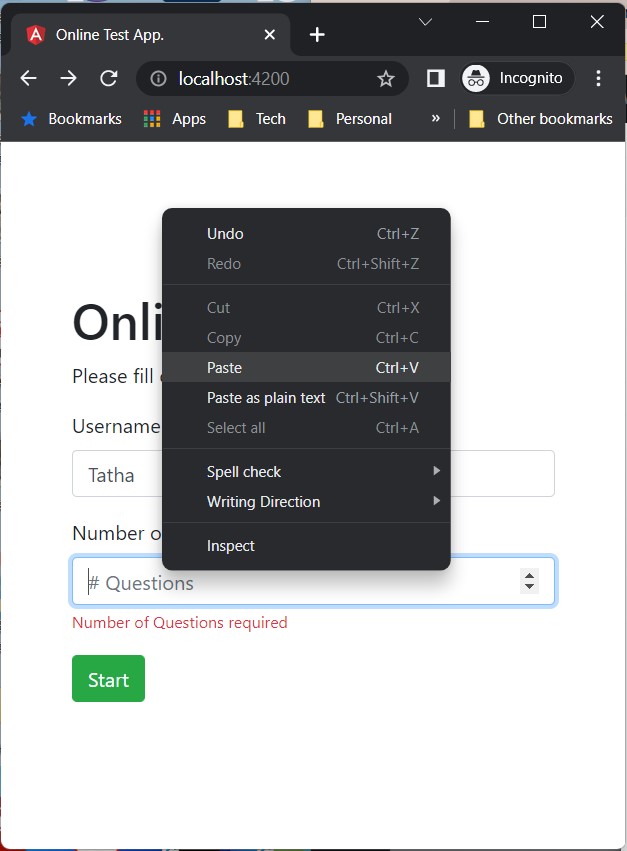 Online Test App.
localhost:4200
Incognito
Bookmarks
Apps
Tech
Personal
»
Other bookmarks
Undo Ctrl+Z
Redo Ctrl+Shift+Z
Cut Ctrl+X
Copy Ctrl+C
Paste Ctrl+V
Paste as plain text Ctrl+Shift+V
Select all Ctrl+A
Spell check
Writing Direction
Inspect
Onli
Please fill
Username
Tatha
Number o
# Questions
Number of Questions required
Start